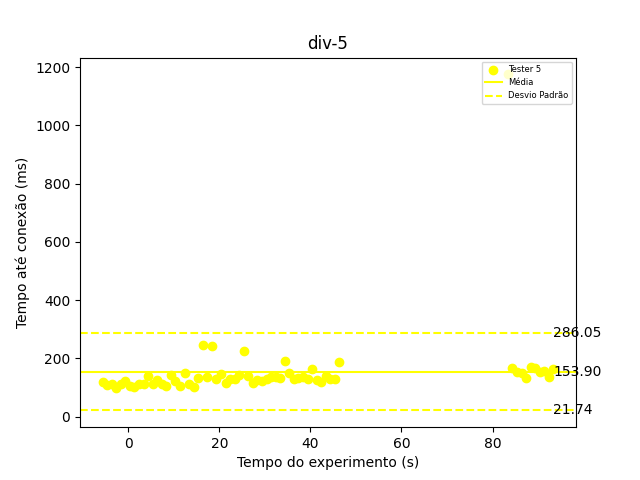 div-5
Tempo até conexão (ms)
1200
1000
800
600
400
200
0
Tester 5
Média
Desvio Padrão
286.05
153.90
21.74
0
20
40
60
80
Tempo do experimento (s)